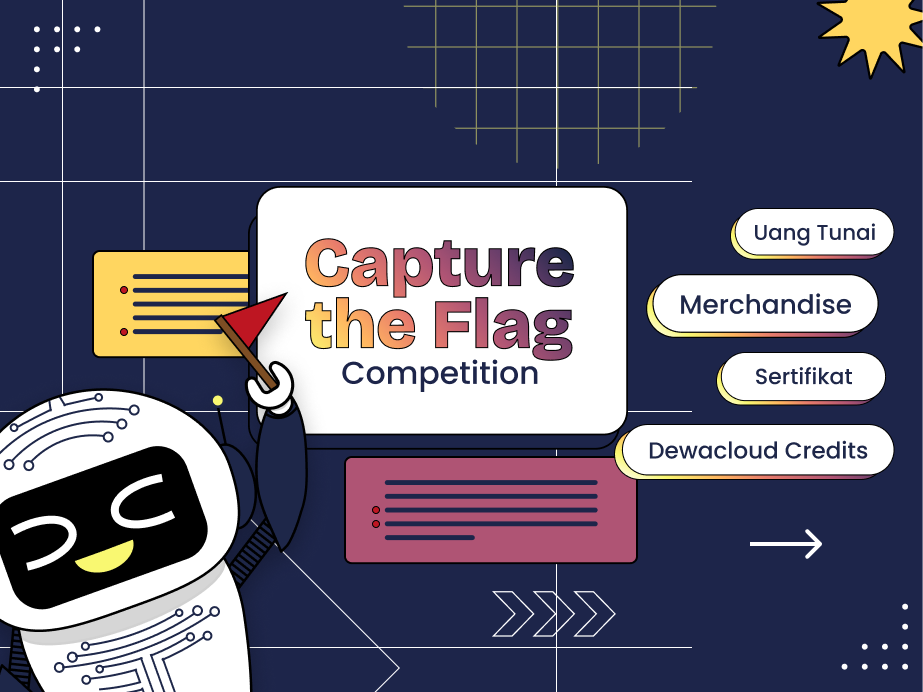 Capture
the Flag
Competition
Uang Tunai
Merchandise
Sertifikat
Dewacloud Credits